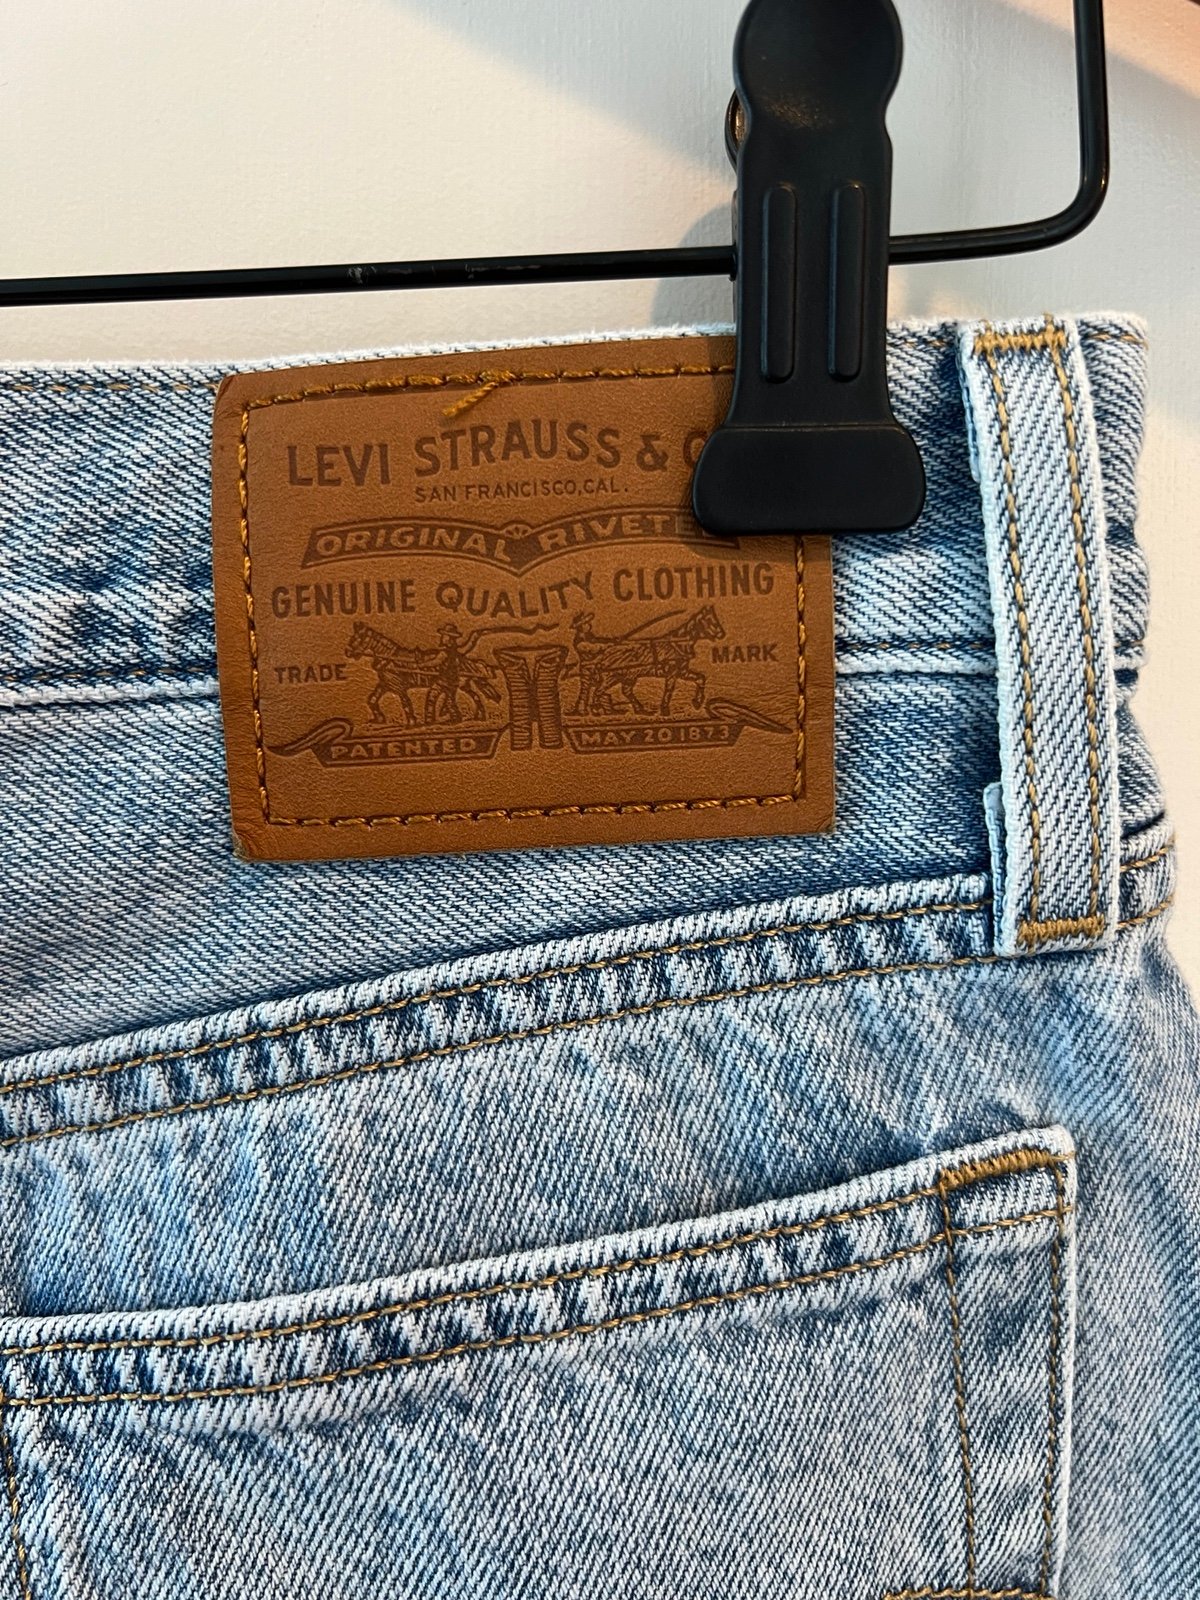 LEVI STRAUSS & C
SAN FRANCISCO, CAL.
ORIGINAL RIVETE
GENUINE QUALITY CLOTHING
TRADE MARK
PATENTED MAY 20 1873